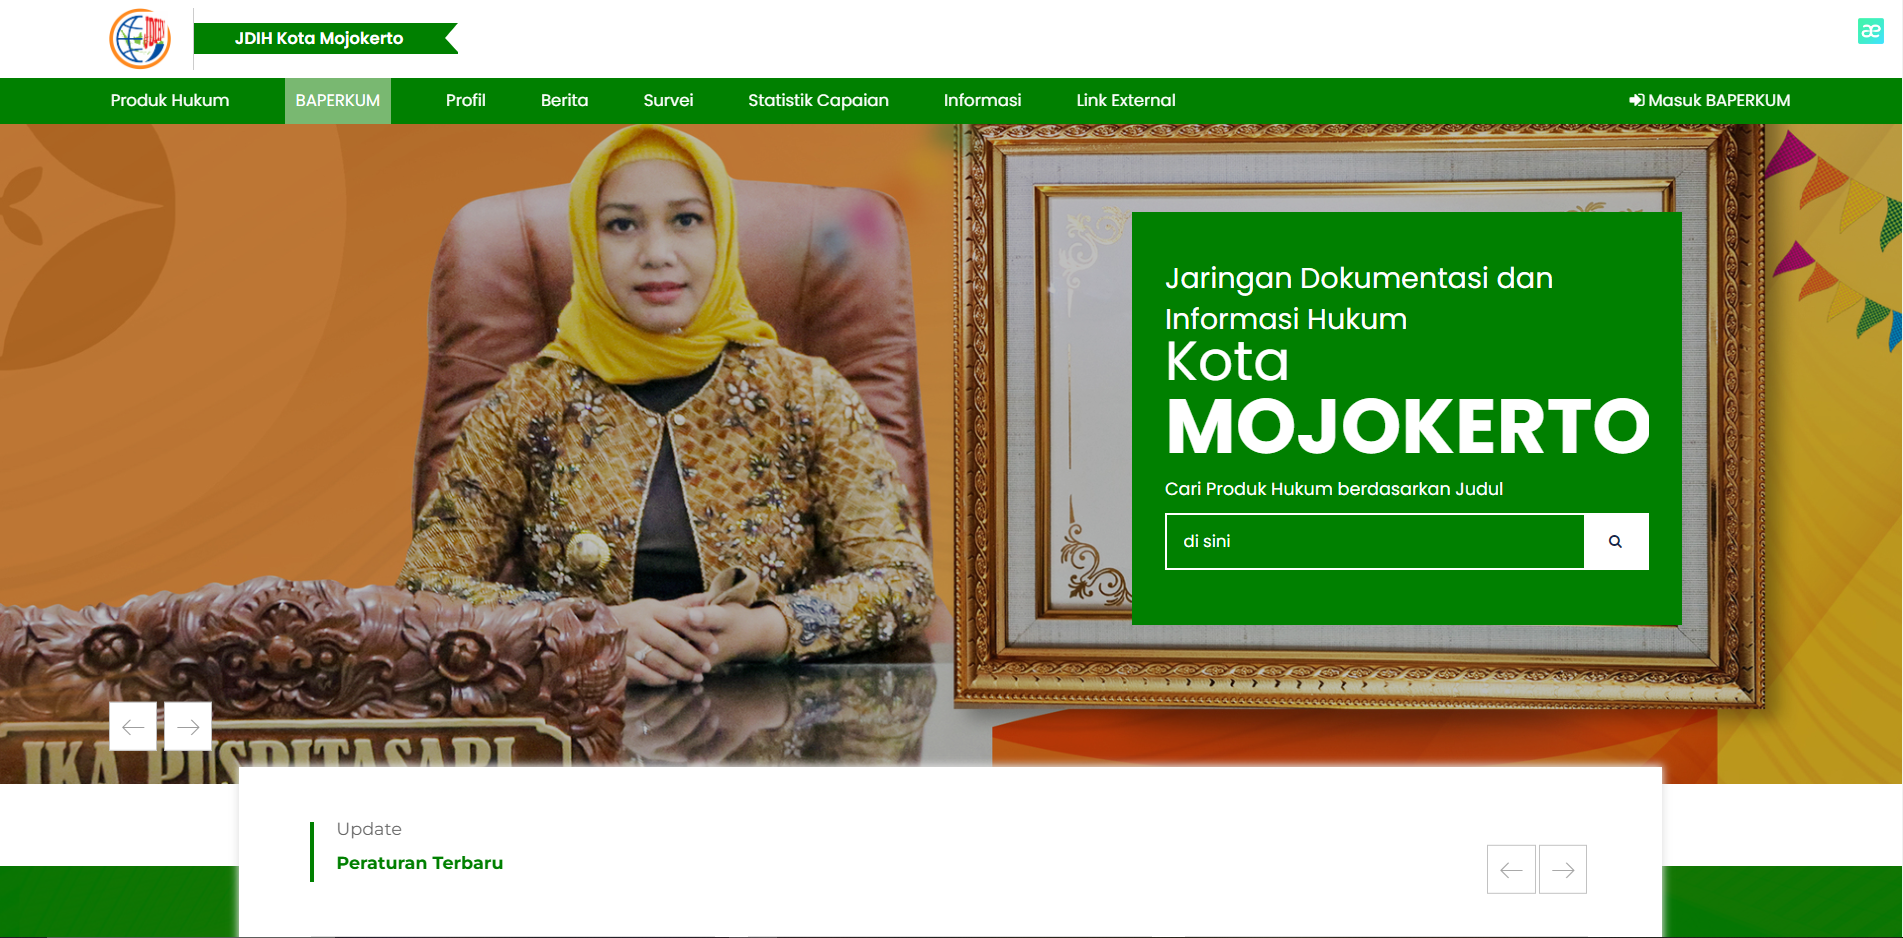 JDIH
JDIH Kota Mojokerto
æ
Produk Hukum
BAPERKUM
Profil
Berita
Survei
Statistik Capaian
Informasi
Link External
Masuk BAPERKUM
Jaringan Dokumentasi dan
Informasi Hukum
Kota
MOJOKERTO
Cari Produk Hukum berdasarkan Judul
di sini
IKA PUSPITASARI
Update
Peraturan Terbaru